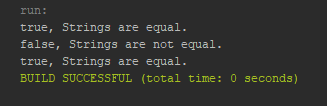 run:
true, Strings are equal.
false, Strings are not equal.
true, Strings are equal.
BUILD SUCCESSFUL (total time: 0 seconds)